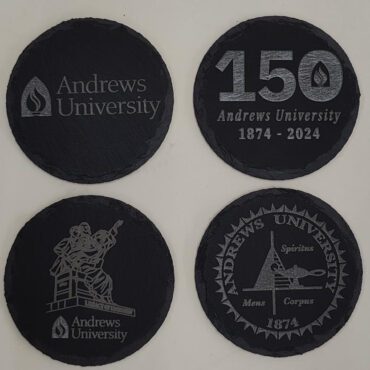 Andrews
University
150
Andrews University
1874 - 2024
Andrews
University
ANDREWS UNIVERSITY
Spiritus
Mens
Corpus
1874